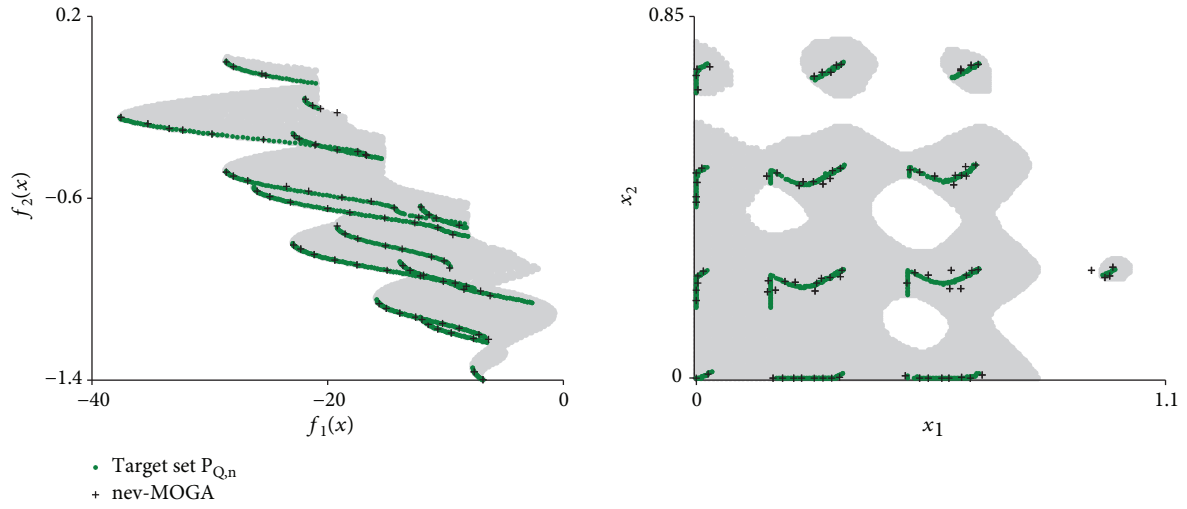 0.2
−0.6
−1.4
f2(x)
−40
−20
0
f1(x)
Target set PQ,n
nev-MOGA
0.85
x2
0
0
1.1
x1